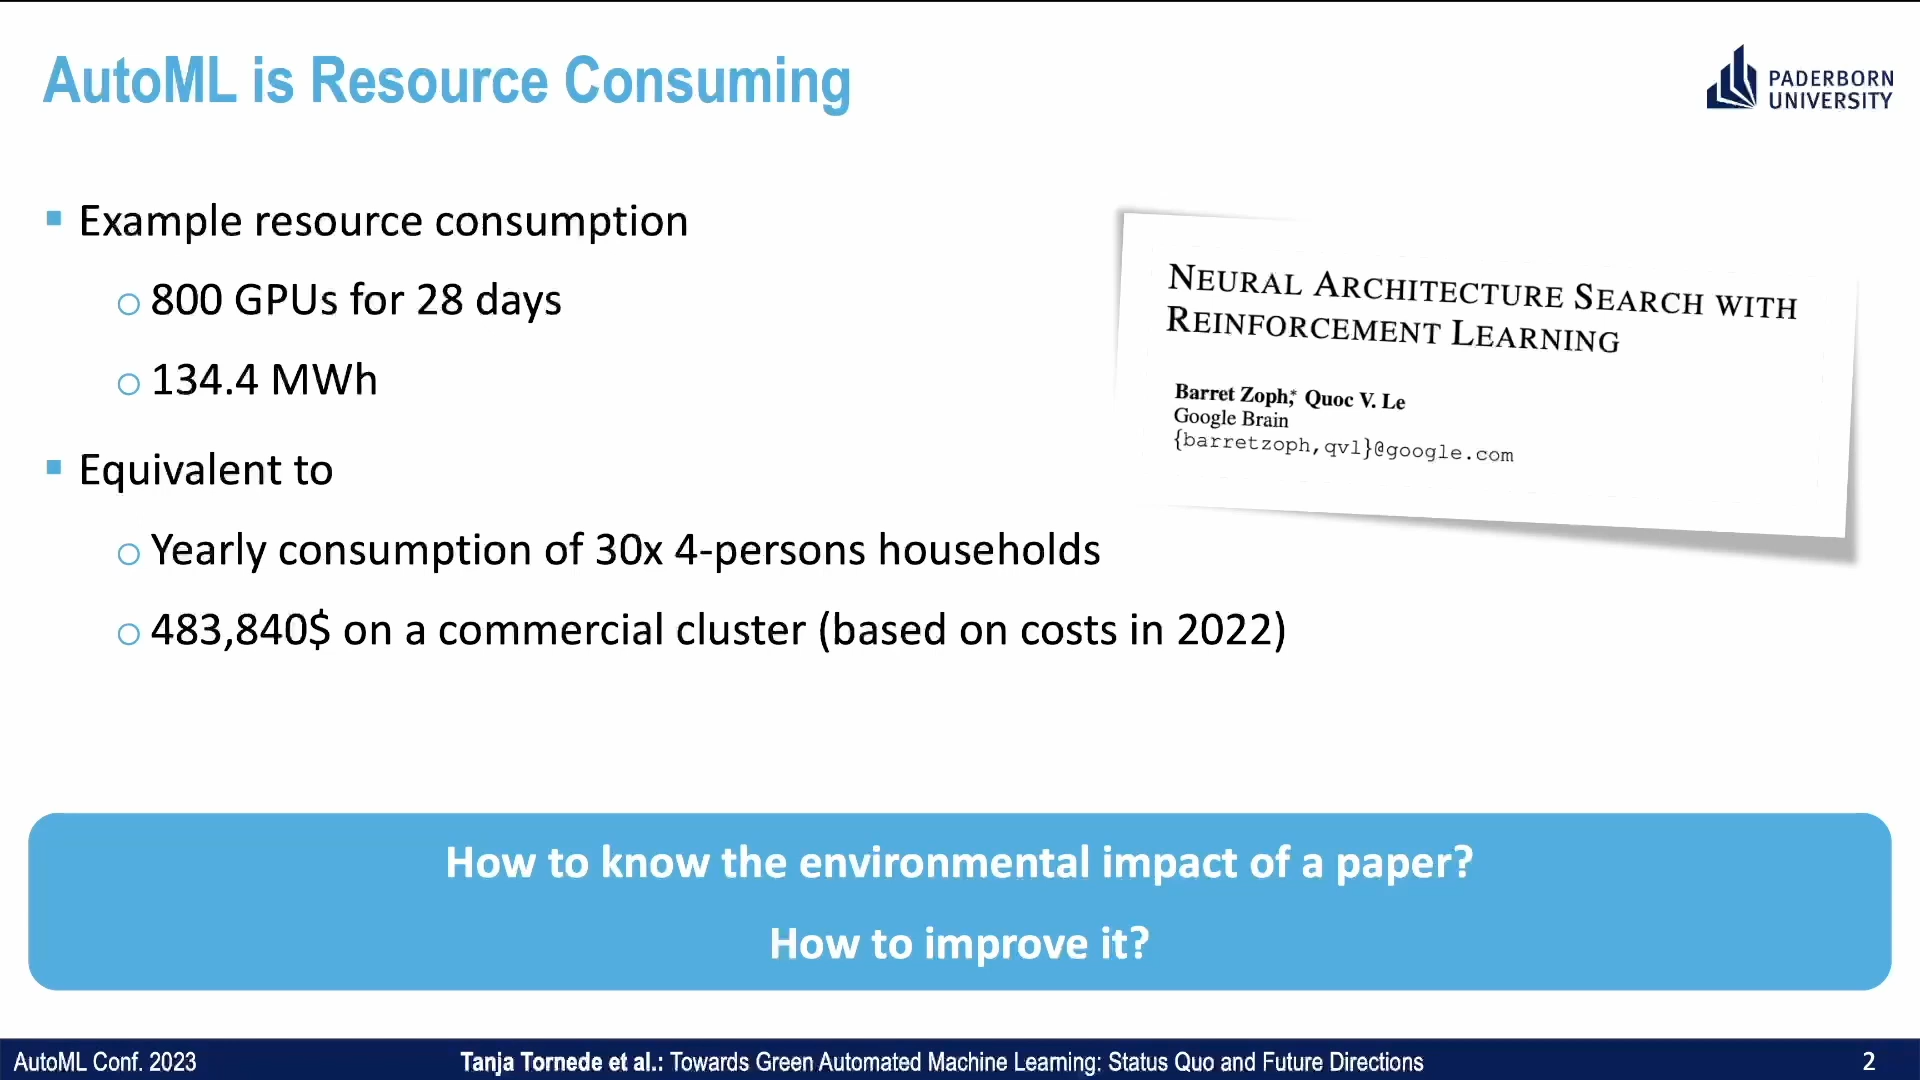 AutoML is Resource Consuming
PADERBORN
UNIVERSITY
▪ Example resource consumption
○ 800 GPUs for 28 days
○ 134.4 MWh
▪ Equivalent to
○ Yearly consumption of 30x 4-persons households
○ 483,840$ on a commercial cluster (based on costs in 2022)
NEURAL ARCHITECTURE SEARCH WITH
REINFORCEMENT LEARNING
Barret Zoph,* Quoc V. Le
Google Brain
{barretzoph,qvl}@google.com
How to know the environmental impact of a paper?
How to improve it?
AutoML Conf. 2023
Tanja Tornede et al.: Towards Green Automated Machine Learning: Status Quo and Future Directions
2